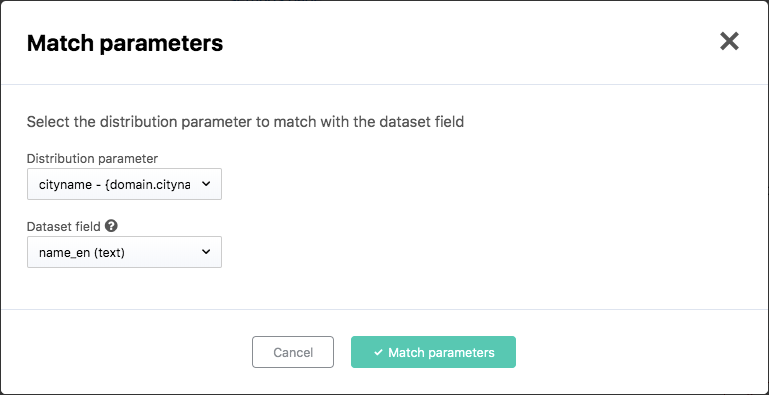 Match parameters
Select the distribution parameter to match with the dataset field
Distribution parameter
cityname - {domain.cityna
Dataset field
name_en (text)
Cancel
Match parameters